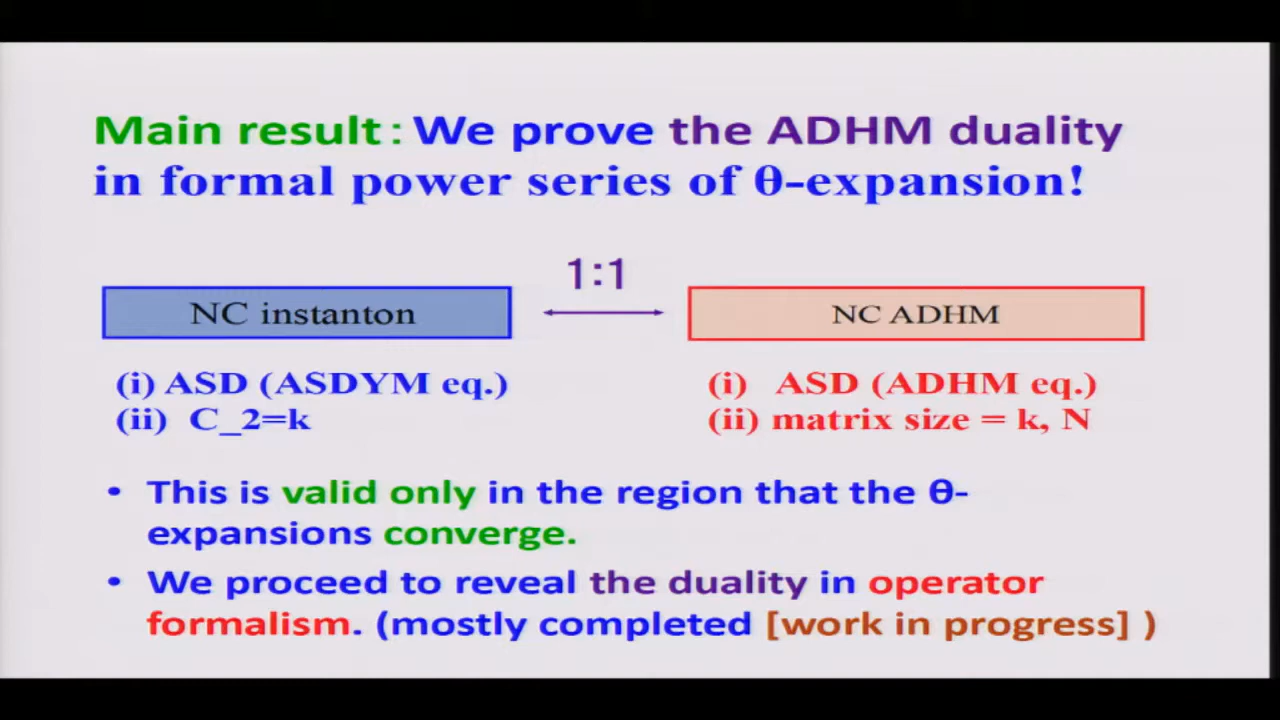 Main result: We prove the ADHM duality
in formal power series of θ-expansion!
1:1
NC instanton
NC ADHM
(i) ASD (ASDYM eq.)
(ii) C_2=k
(i) ASD (ADHM eq.)
(ii) matrix size = k, N
• This is valid only in the region that the θ-
expansions converge.
• We proceed to reveal the duality in operator
formalism. (mostly completed [work in progress] )